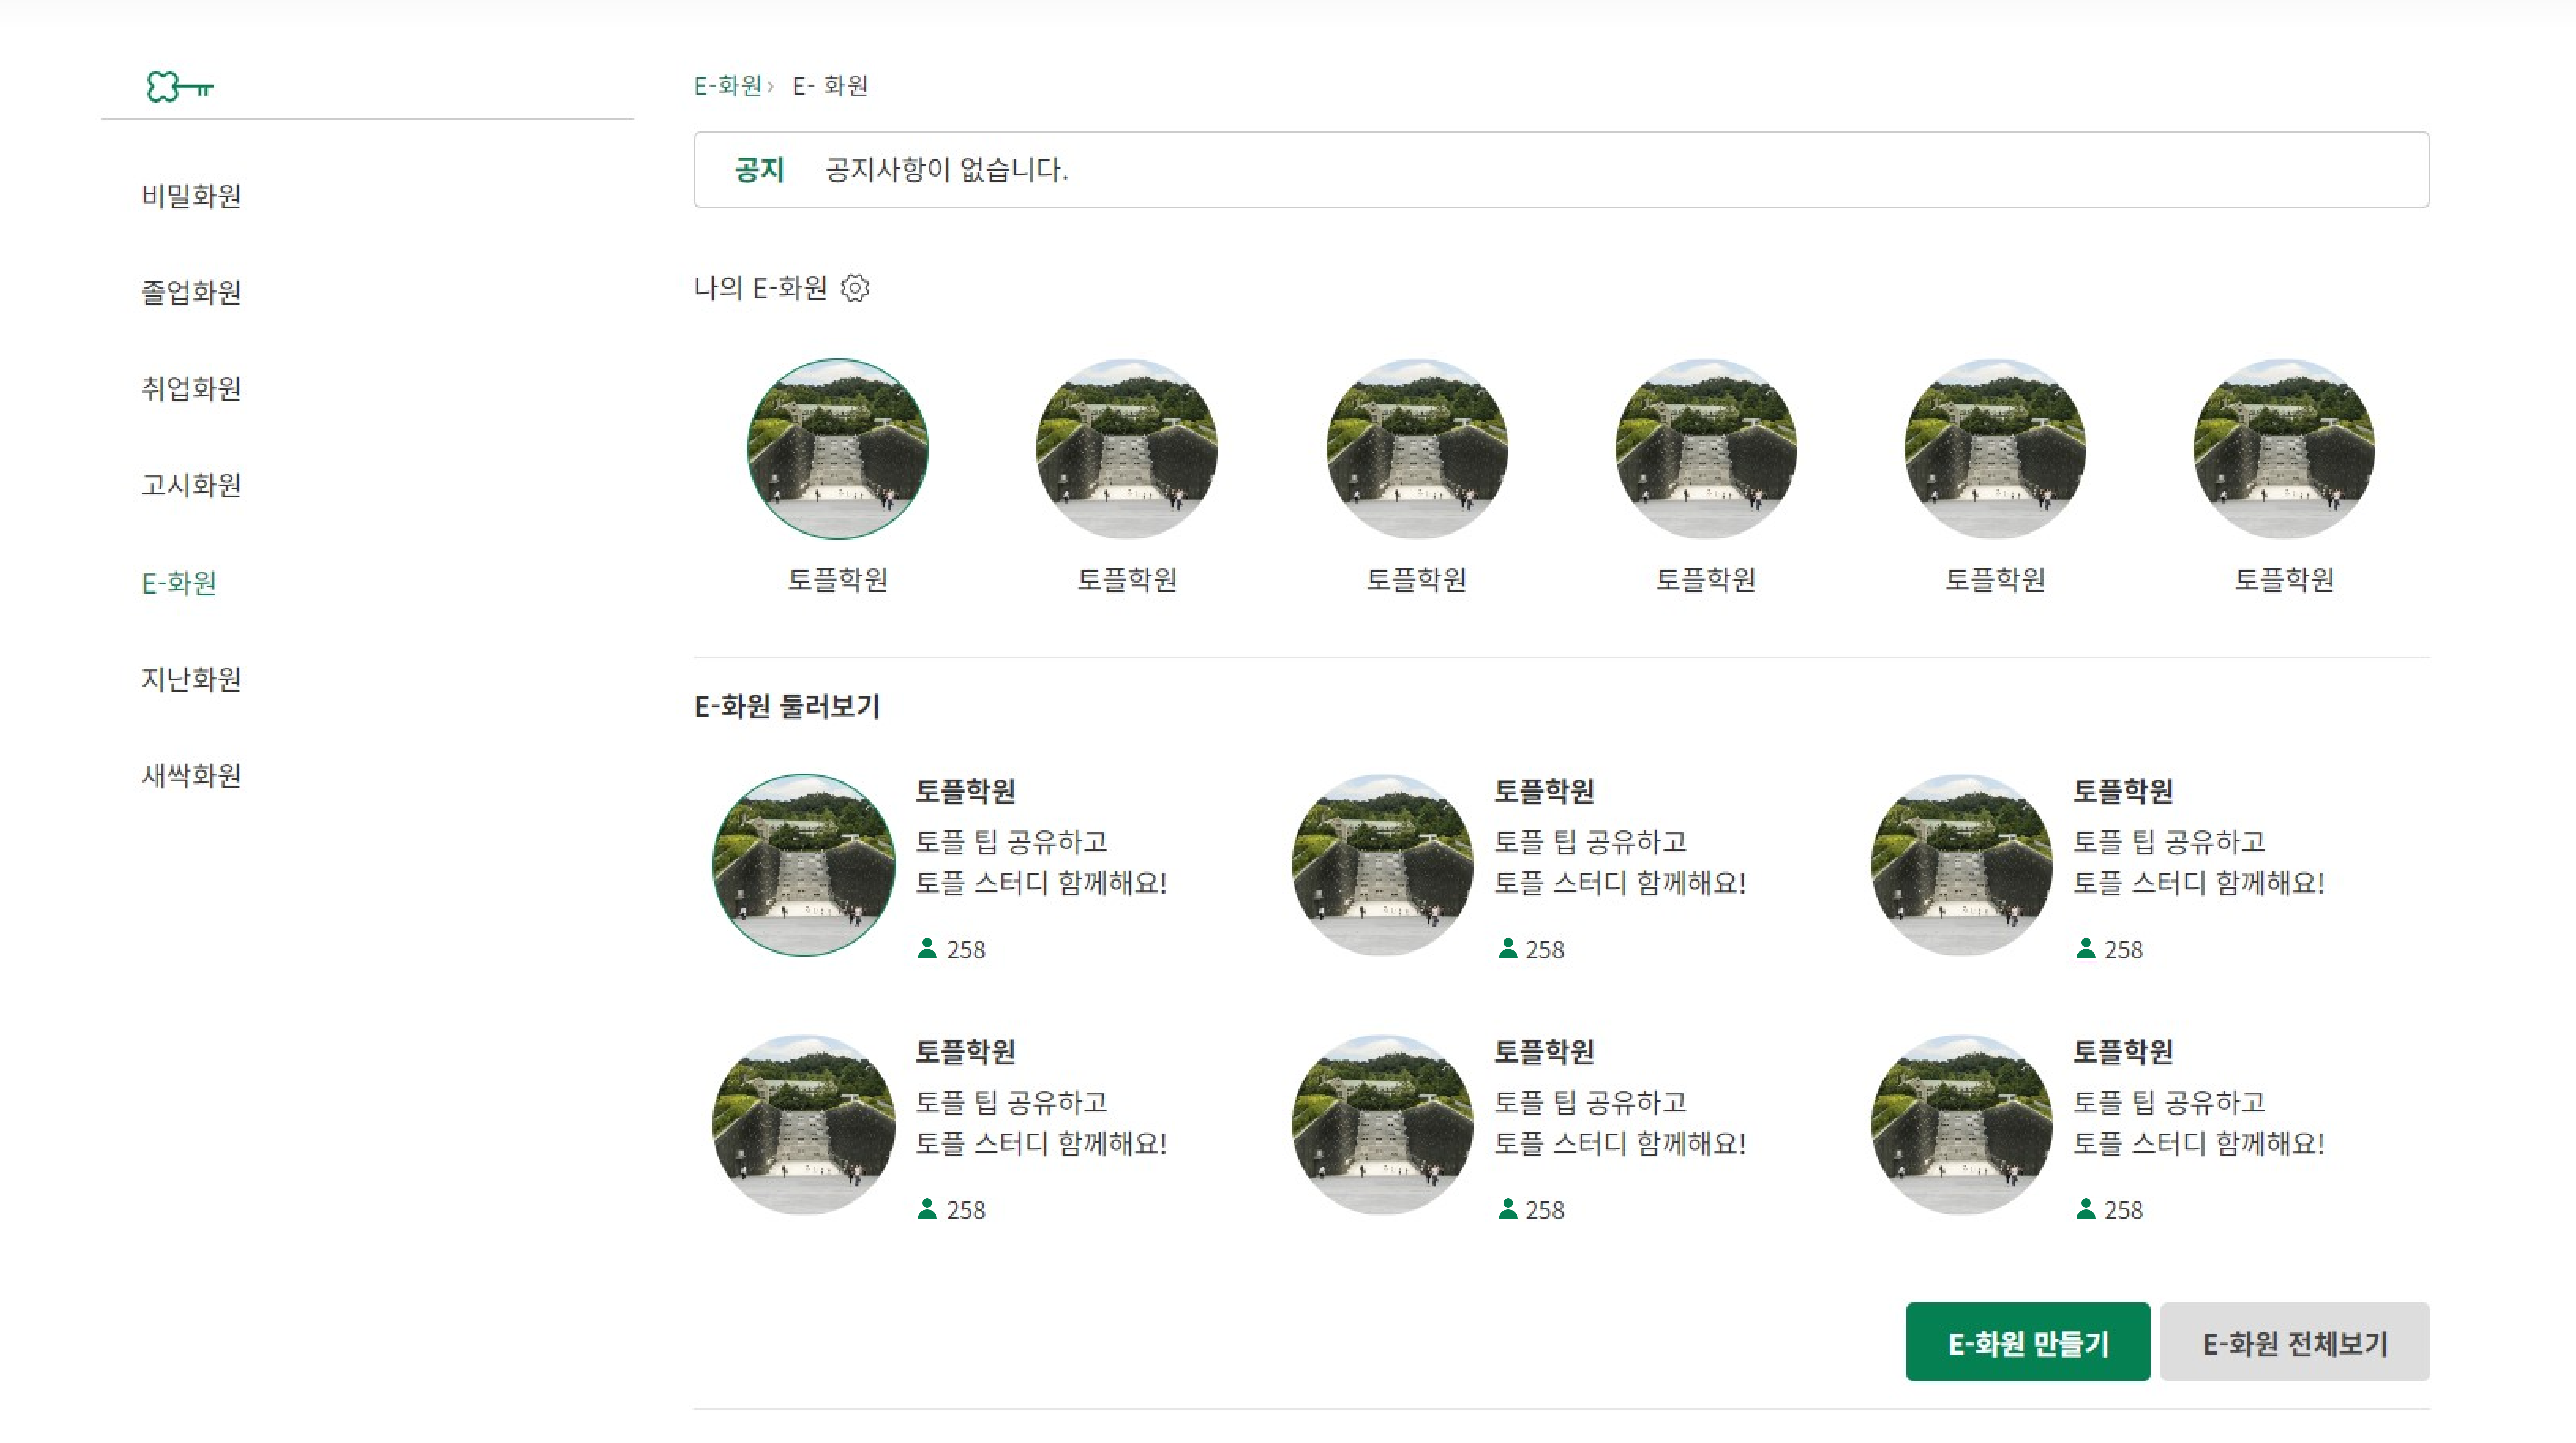 비밀화원
졸업화원
취업화원
고시화원
E-화원
지난화원
새싹화원
E-화원 › E- 화원
공지 공지사항이 없습니다.
나의 E-화원
토플학원 토플학원 토플학원 토플학원 토플학원 토플학원
E-화원 둘러보기
토플학원
토플 팁 공유하고
토플 스터디 함께해요!
258
토플학원
토플 팁 공유하고
토플 스터디 함께해요!
258
토플학원
토플 팁 공유하고
토플 스터디 함께해요!
258
토플학원
토플 팁 공유하고
토플 스터디 함께해요!
258
토플학원
토플 팁 공유하고
토플 스터디 함께해요!
258
토플학원
토플 팁 공유하고
토플 스터디 함께해요!
258
E-화원 만들기
E-화원 전체보기